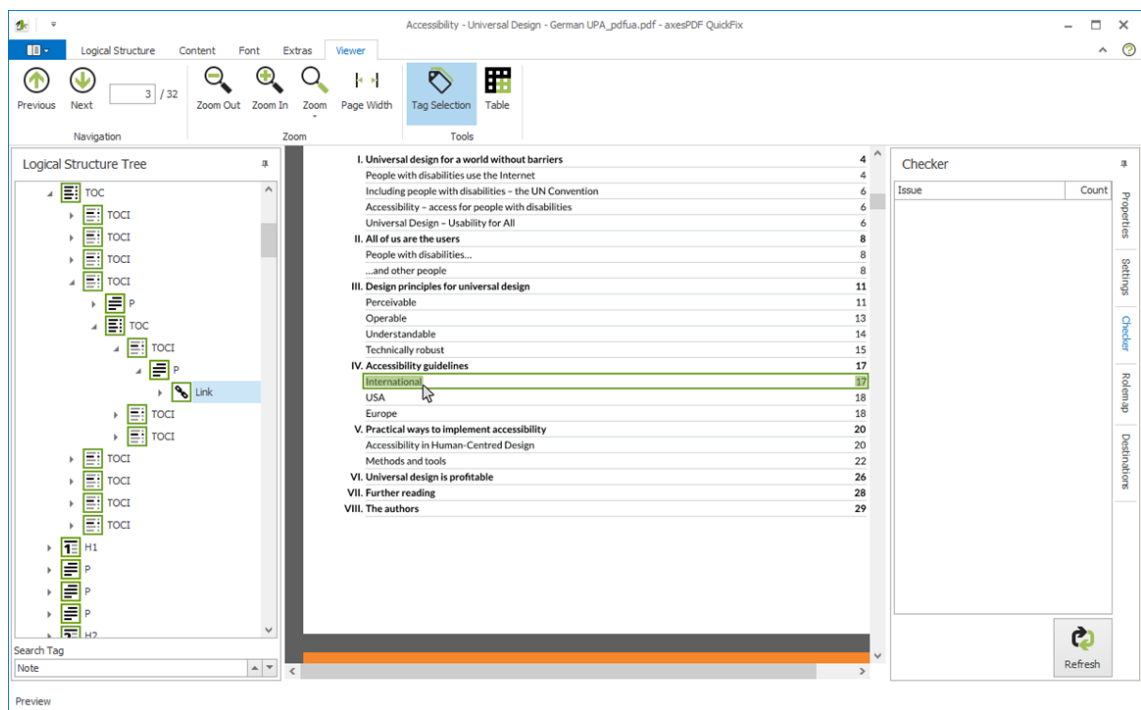 Accessibility - Universal Design - German UPA_pdfua.pdf - axesPDF QuickFix
Logical Structure Content Font Extras Viewer
Previous Next 3 / 32 Zoom Out Zoom In Zoom Page Width Tag Selection Table
Navigation Zoom Tools
Logical Structure Tree
TOC
TOCI
TOCI
TOCI
TOCI
P
TOC
TOCI
P
Link
TOCI
TOCI
TOCI
TOCI
TOCI
TOCI
H1
P
P
P
H2
Search Tag
Note
Preview
I. Universal design for a world without barriers 4
People with disabilities use the Internet 4
Including people with disabilities – the UN Convention 6
Accessibility – access for people with disabilities 6
Universal Design – Usability for All 6
II. All of us are the users 8
People with disabilities... 8
...and other people 8
III. Design principles for universal design 11
Perceivable 11
Operable 13
Understandable 14
Technically robust 15
IV. Accessibility guidelines 17
International 17
USA 18
Europe 18
V. Practical ways to implement accessibility 20
Accessibility in Human-Centred Design 20
Methods and tools 22
VI. Universal design is profitable 26
VII. Further reading 28
VIII. The authors 29
Checker
Issue Count
Refresh
Properties
Settings
Checker
Rolemap
Destinations